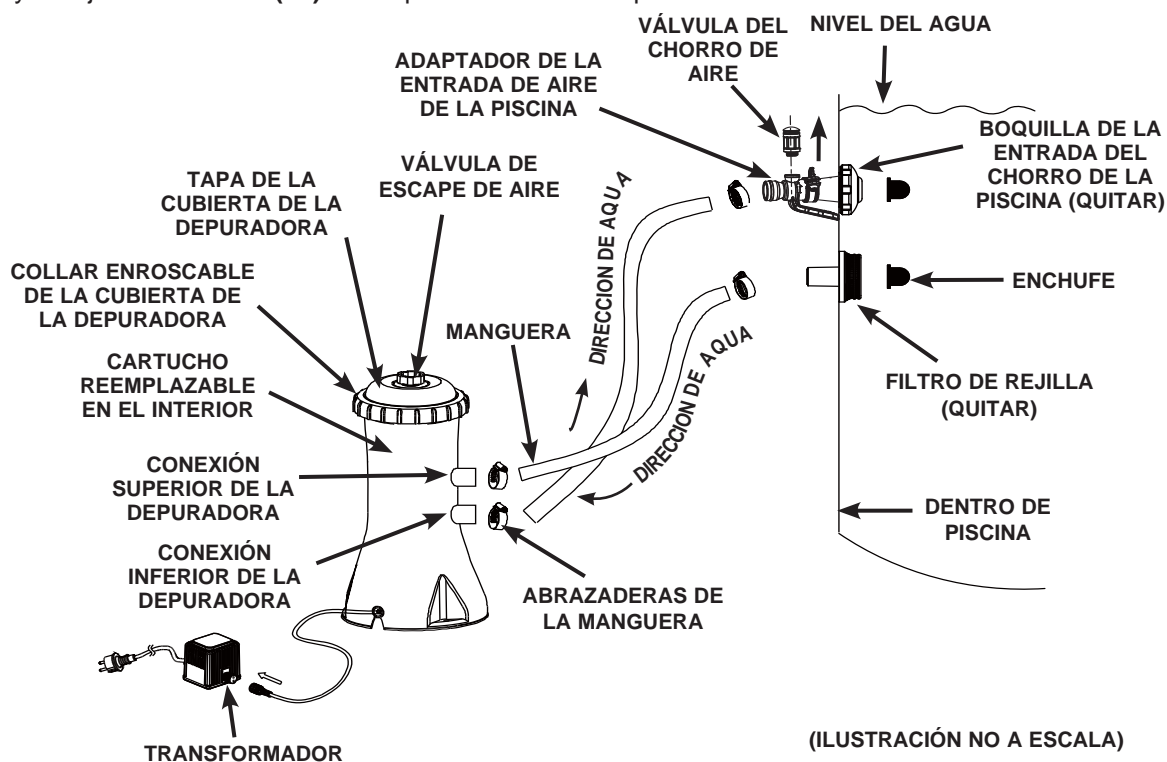 VÁLVULA DEL
CHORRO DE
AIRE
NIVEL DEL AGUA
ADAPTADOR DE LA
ENTRADA DE AIRE
DE LA PISCINA
BOQUILLA DE LA
ENTRADA DEL
CHORRO DE LA
PISCINA (QUITAR)
VÁLVULA DE
ESCAPE DE AIRE
TAPA DE LA
CUBIERTA DE LA
DEPURADORA
COLLAR ENROSCABLE
DE LA CUBIERTA DE
LA DEPURADORA
ENCHUFE
MANGUERA
DIRECCION DE AQUA
DIRECCION DE AQUA
CARTUCHO
REEMPLAZABLE
EN EL INTERIOR
FILTRO DE REJILLA
(QUITAR)
CONEXIÓN
SUPERIOR DE LA
DEPURADORA
DENTRO DE
PISCINA
CONEXIÓN
INFERIOR DE LA
DEPURADORA
ABRAZADERAS DE
LA MANGUERA
TRANSFORMADOR
(ILUSTRACIÓN NO A ESCALA)